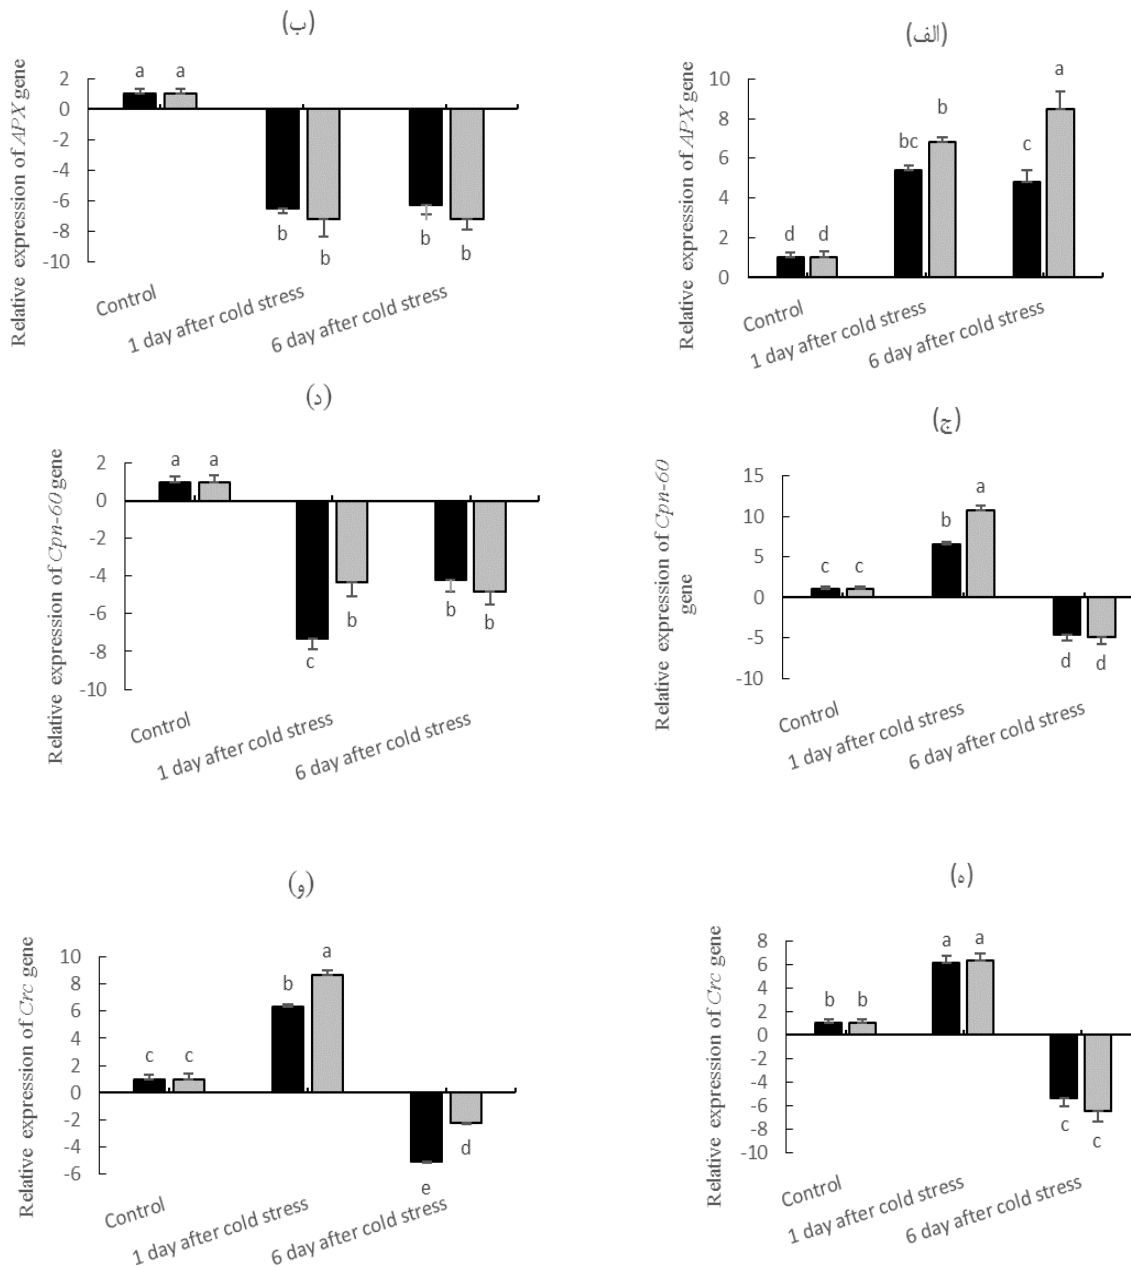 (الف)
Relative expression of APX gene
10
8
6
4
2
0
d
d
bc
b
c
a
Control
1 day after cold stress
6 day after cold stress
(ب)
Relative expression of APX gene
2
0
-2
-4
-6
-8
-10
a
a
b
b
b
b
Control
1 day after cold stress
6 day after cold stress
(ج)
Relative expression of Cpn-60
gene
15
10
5
0
-5
-10
c
c
b
a
d
d
Control
1 day after cold stress
6 day after cold stress
(د)
Relative expression of Cpn-60 gene
2
0
-2
-4
-6
-8
-10
a
a
c
b
b
b
Control
1 day after cold stress
6 day after cold stress
(ه)
Relative expression of Crc gene
8
6
4
2
0
-2
-4
-6
-8
-10
b
b
a
a
c
c
Control
1 day after cold stress
6 day after cold stress
(و)
Relative expression of Crc gene
10
8
6
4
2
0
-2
-4
-6
c
c
b
a
e
d
Control
1 day after cold stress
6 day after cold stress